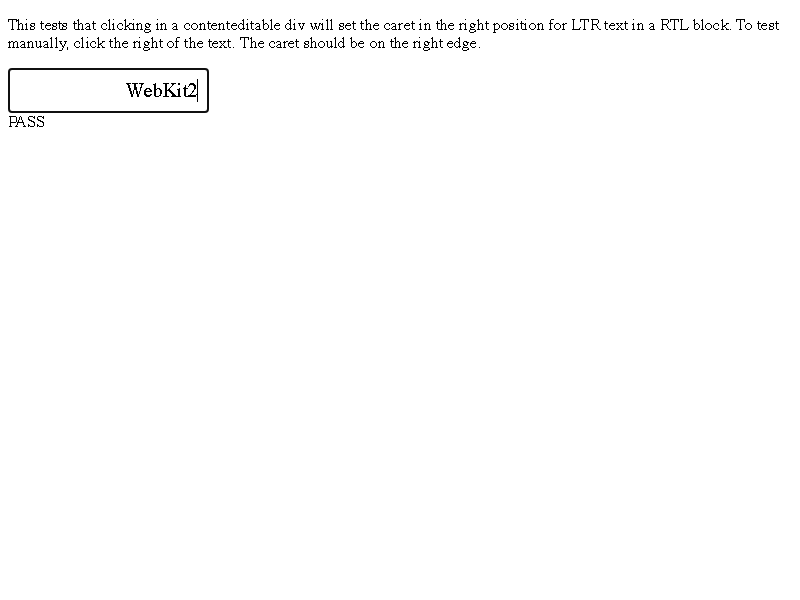 This tests that clicking in a contenteditable div will set the caret in the right position for LTR text in a RTL block. To test
manually, click the right of the text. The caret should be on the right edge.
WebKit2
PASS